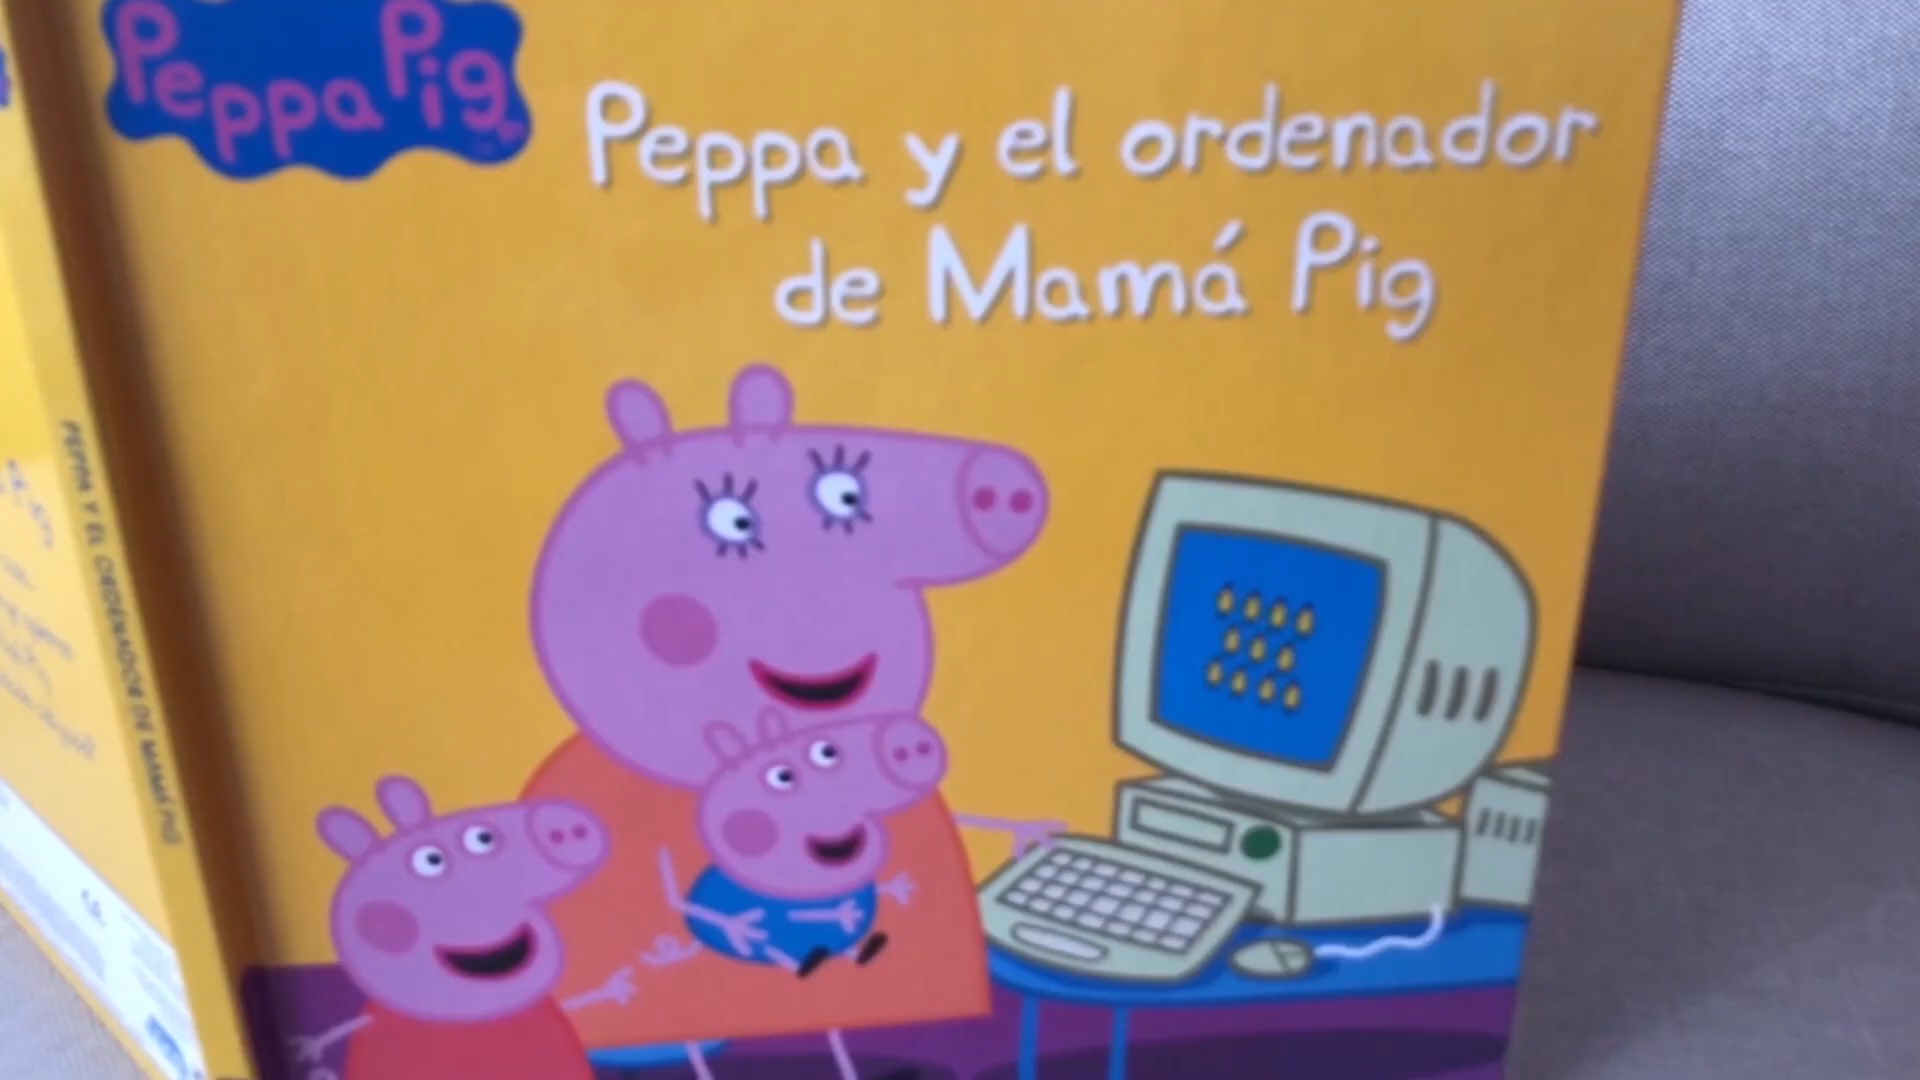 Peppa Pig
Peppa y el ordenador
de Mamá Pig
PEPPA Y EL ORDENADOR DE MAMÁ PIG